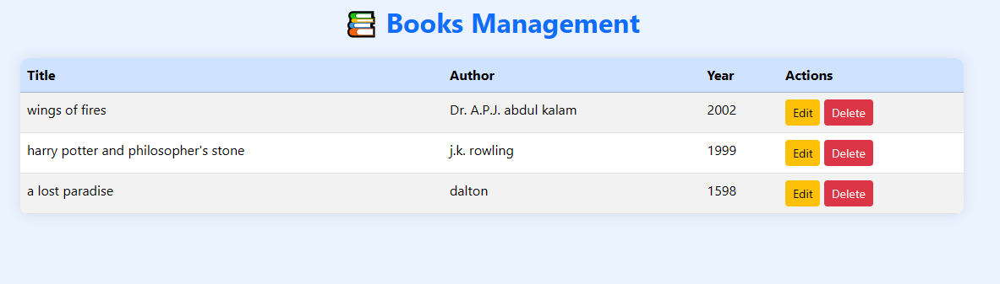 Books Management
Title Author Year Actions
wings of fires Dr. A.P.J. abdul kalam 2002 Edit Delete
harry potter and philosopher's stone j.k. rowling 1999 Edit Delete
a lost paradise dalton 1598 Edit Delete